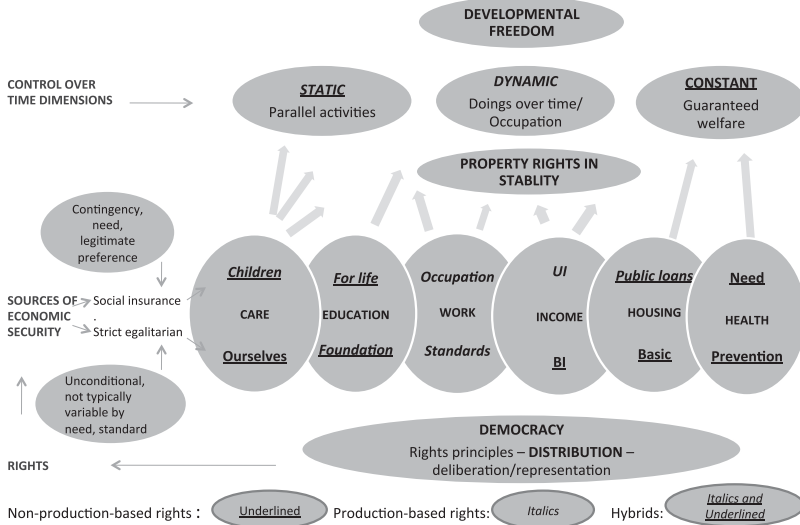 DEVELOPMENTAL
FREEDOM
CONTROL OVER
TIME DIMENSIONS
STATIC
Parallel activities
DYNAMIC
Doings over time/
Occupation
CONSTANT
Guaranteed
welfare
PROPERTY RIGHTS IN
STABLITY
Contingency,
need,
legitimate
preference
SOURCES OF
ECONOMIC
SECURITY
Social insurance
.
Strict egalitarian
Unconditional,
not typically
variable by
need, standard
Children
CARE
Ourselves
For life
EDUCATION
Foundation
Occupation
WORK
Standards
UI
INCOME
BI
Public loans
HOUSING
Basic
Need
HEALTH
Prevention
DEMOCRACY
Rights principles – DISTRIBUTION –
deliberation/representation
RIGHTS
Non-production-based rights :
Underlined
Production-based rights:
Italics
Hybrids:
Italics and
Underlined